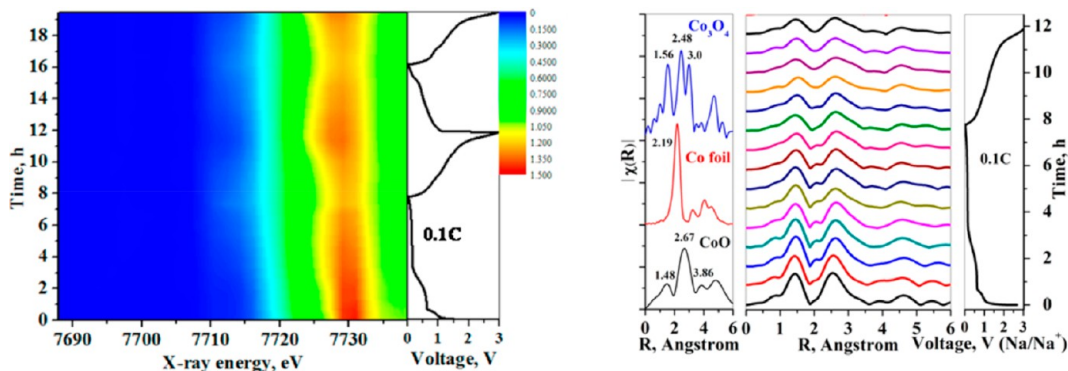 18
16
14
12
10
8
6
4
2
0
Time, h
7690 7700 7710 7720 7730
X-ray energy, eV
0.1C
0 1 2 3
Voltage, V
0
0.1500
0.3000
0.4500
0.6000
0.7500
0.9000
1.050
1.200
1.350
1.500
Co₃O₄
2.48
1.56 3.0
Co foil
2.19
|χ(R)|
CoO
2.67
1.48 3.86
0 2 4 6
R, Angstrom
0 1 2 3 4 5 6
R, Angstrom
0.1C
0 1 2 3
Voltage, V (Na/Na⁺)
12
10
8
6
4
2
0
Time, h